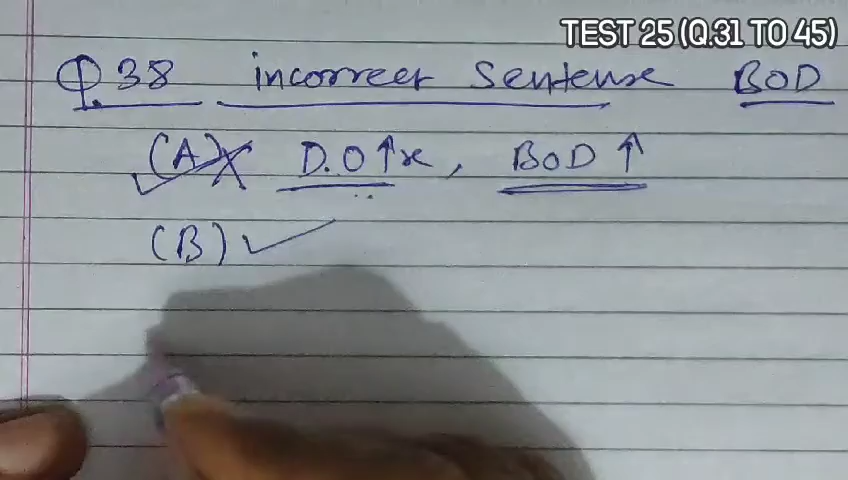 TEST 25 (Q.31 TO 45)
Q.38 incorrect Sentense BOD
(A) X D.O ↑x, BOD ↑
(B) ✓